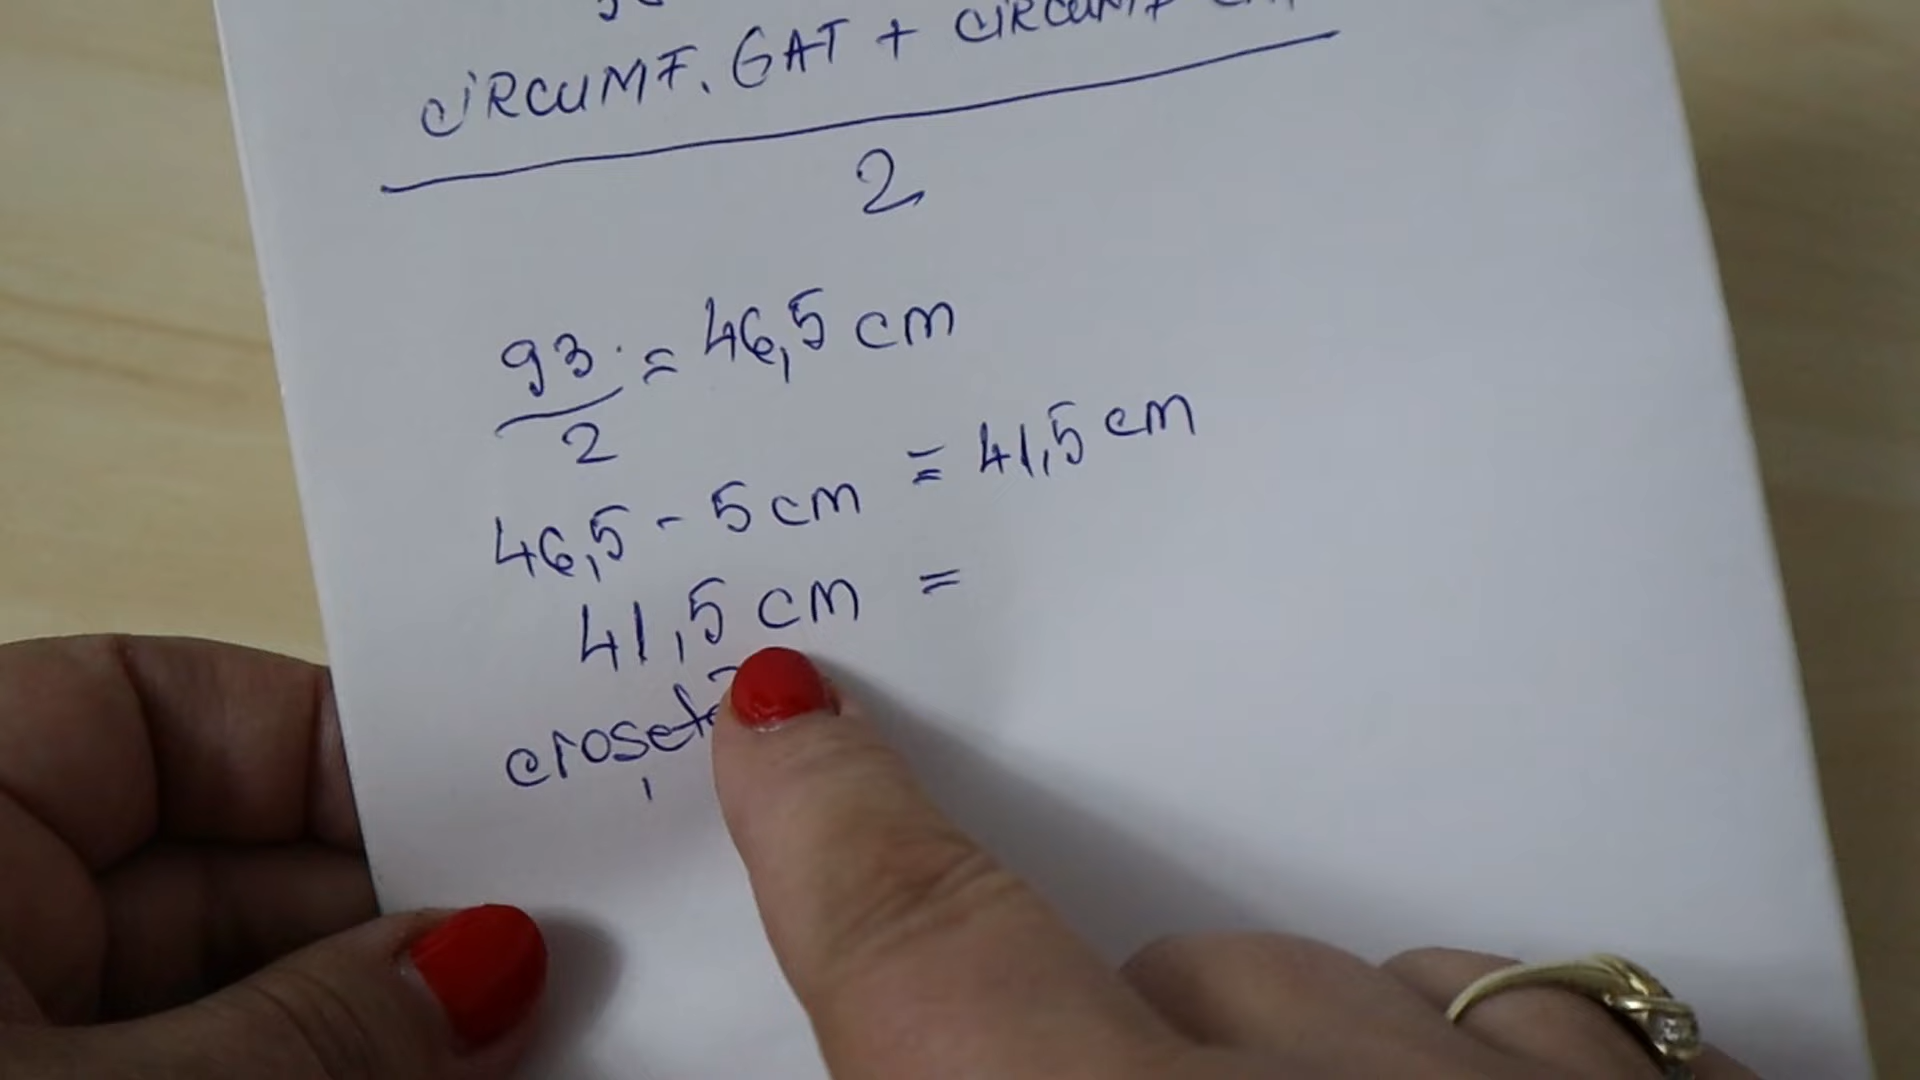 CIRCUMF. GAT + CIRCUMF
2
93 = 46,5 cm
2
46,5 - 5 cm = 41,5 cm
41,5 cm =